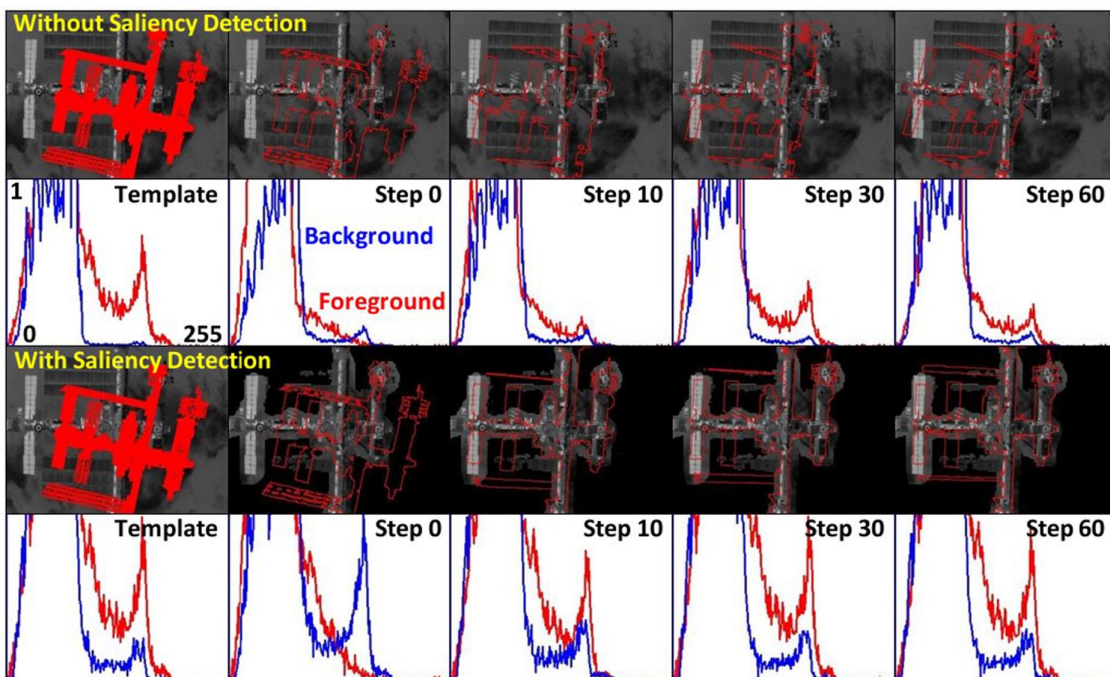 Without Saliency Detection
1 Template Step 0 Step 10 Step 30 Step 60
Background
Foreground
0 255
With Saliency Detection
Template Step 0 Step 10 Step 30 Step 60